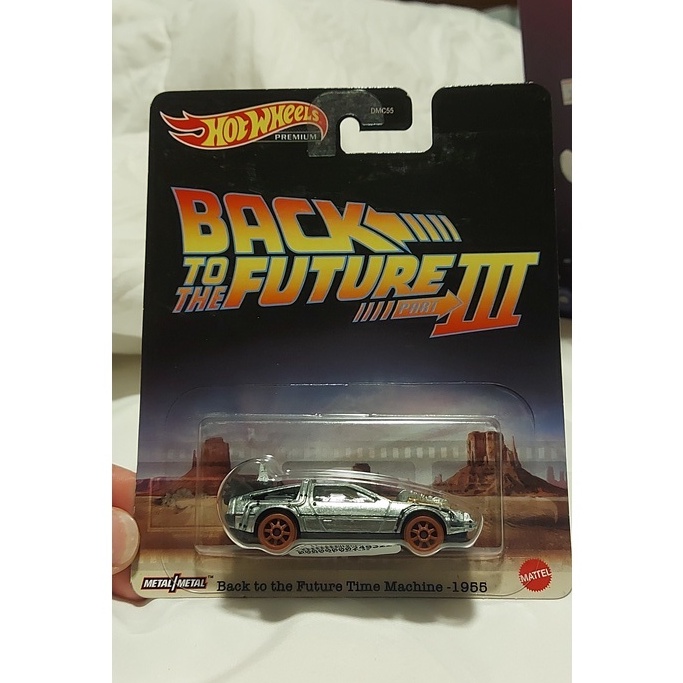 HOT WHEELS
PREMIUM
DMC55
BACK
TO THE FUTURE
PART III
METAL/METAL™
Back to the Future Time Machine -1955
MATTEL